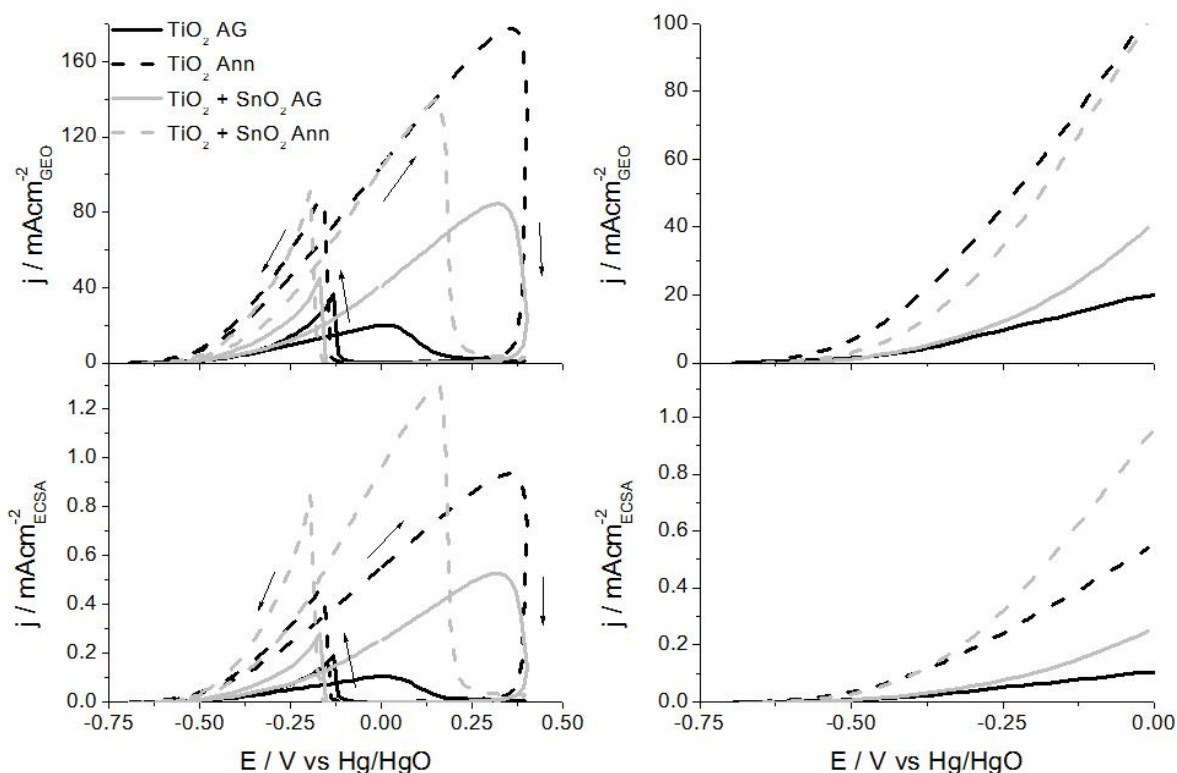 TiO₂ AG
TiO₂ Ann
TiO₂ + SnO₂ AG
TiO₂ + SnO₂ Ann
j / mAcm⁻²GEO
160
120
80
40
0
j / mAcm⁻²GEO
100
80
60
40
20
0
j / mAcm⁻²ECSA
1.2
1.0
0.8
0.6
0.4
0.2
0.0
-0.75 -0.50 -0.25 0.00 0.25 0.50
E / V vs Hg/HgO
j / mAcm⁻²ECSA
1.0
0.8
0.6
0.4
0.2
0.0
-0.75 -0.50 -0.25 0.00
E / V vs Hg/HgO